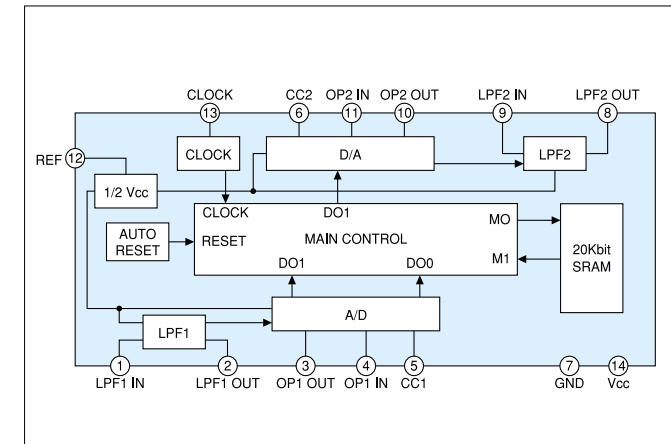 CLOCK CC2 OP2 IN OP2 OUT LPF2 IN LPF2 OUT
13 6 11 10 9 8
REF 12
CLOCK
D/A
LPF2
1/2 Vcc
CLOCK DO1
MO
AUTO
RESET
RESET
MAIN CONTROL
20Kbit
SRAM
M1
DO1 DO0
A/D
LPF1
1 2 3 4 5 7 14
LPF1 IN LPF1 OUT OP1 OUT OP1 IN CC1 GND Vcc